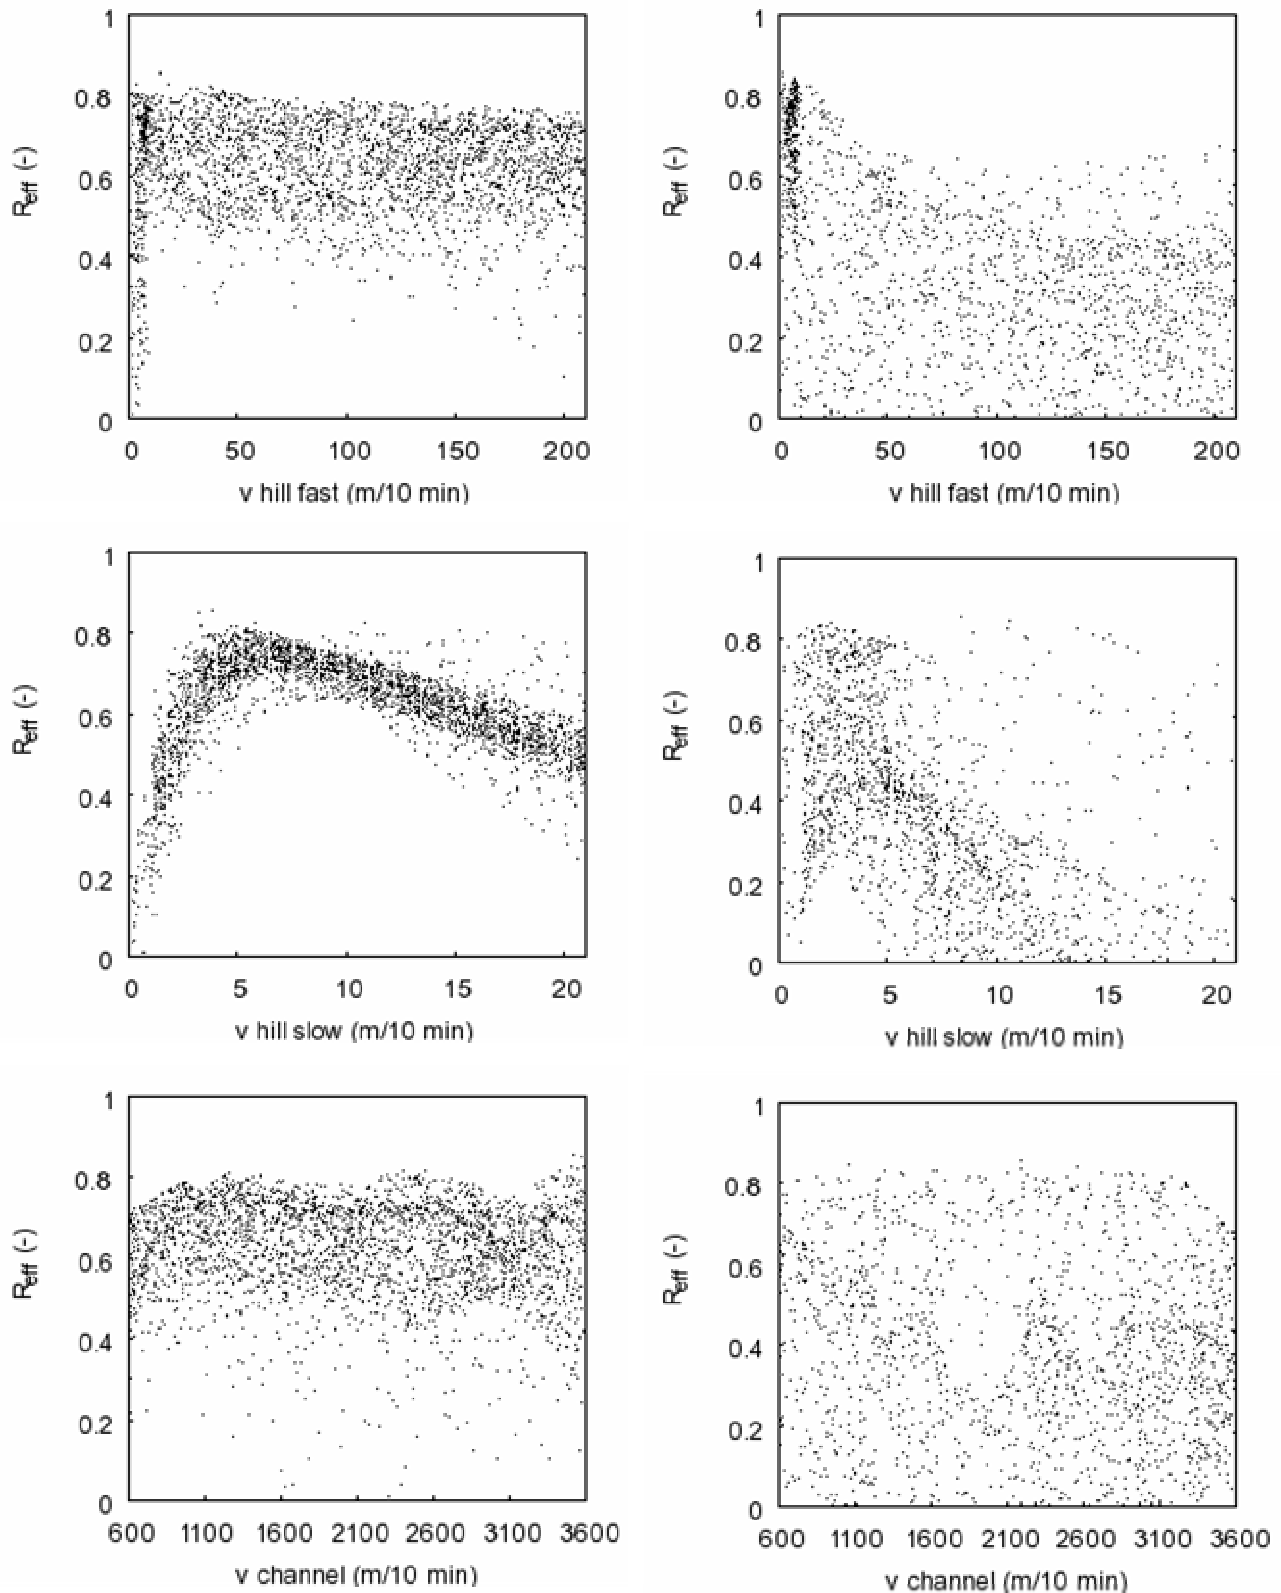 1 1
0.8 0.8
R_eff (-) R_eff (-)
0.6 0.6
0.4 0.4
0.2 0.2
0 0
0 50 100 150 200 0 50 100 150 200
v hill fast (m/10 min) v hill fast (m/10 min)
1 1
0.8 0.8
R_eff (-) R_eff (-)
0.6 0.6
0.4 0.4
0.2 0.2
0 0
0 5 10 15 20 0 5 10 15 20
v hill slow (m/10 min) v hill slow (m/10 min)
1 1
0.8 0.8
R_eff (-) R_eff (-)
0.6 0.6
0.4 0.4
0.2 0.2
0 0
600 1100 1600 2100 2600 3100 3600 600 1100 1600 2100 2600 3100 3600
v channel (m/10 min) v channel (m/10 min)